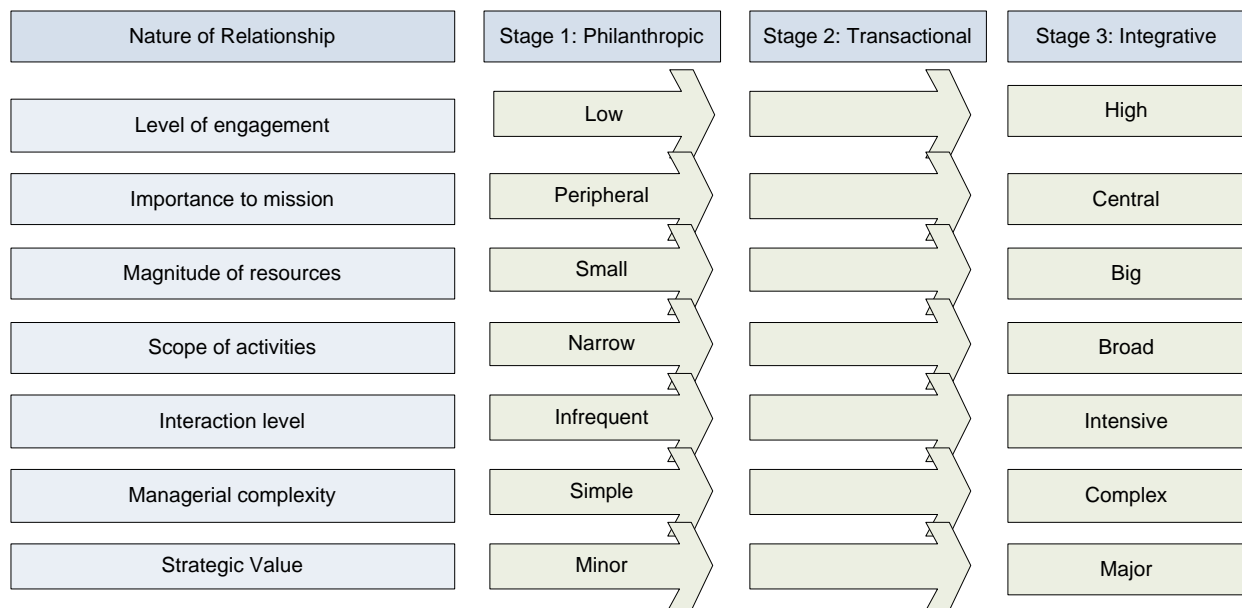 Nature of Relationship
Stage 1: Philanthropic
Stage 2: Transactional
Stage 3: Integrative
Level of engagement
Low
High
Importance to mission
Peripheral
Central
Magnitude of resources
Small
Big
Scope of activities
Narrow
Broad
Interaction level
Infrequent
Intensive
Managerial complexity
Simple
Complex
Strategic Value
Minor
Major